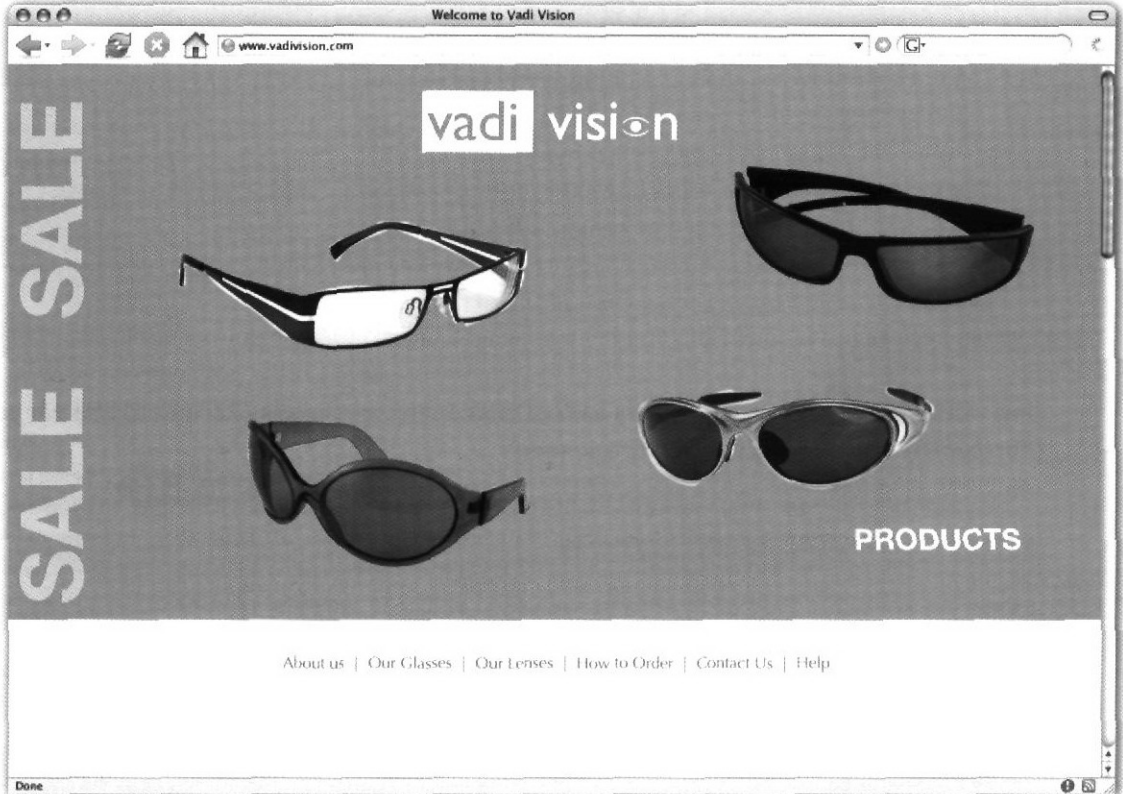 Welcome to Vadi Vision
www.vadivision.com
G
vadi vision
SALE SALE
PRODUCTS
About us | Our Glasses | Our Lenses | How to Order | Contact Us | Help
Done